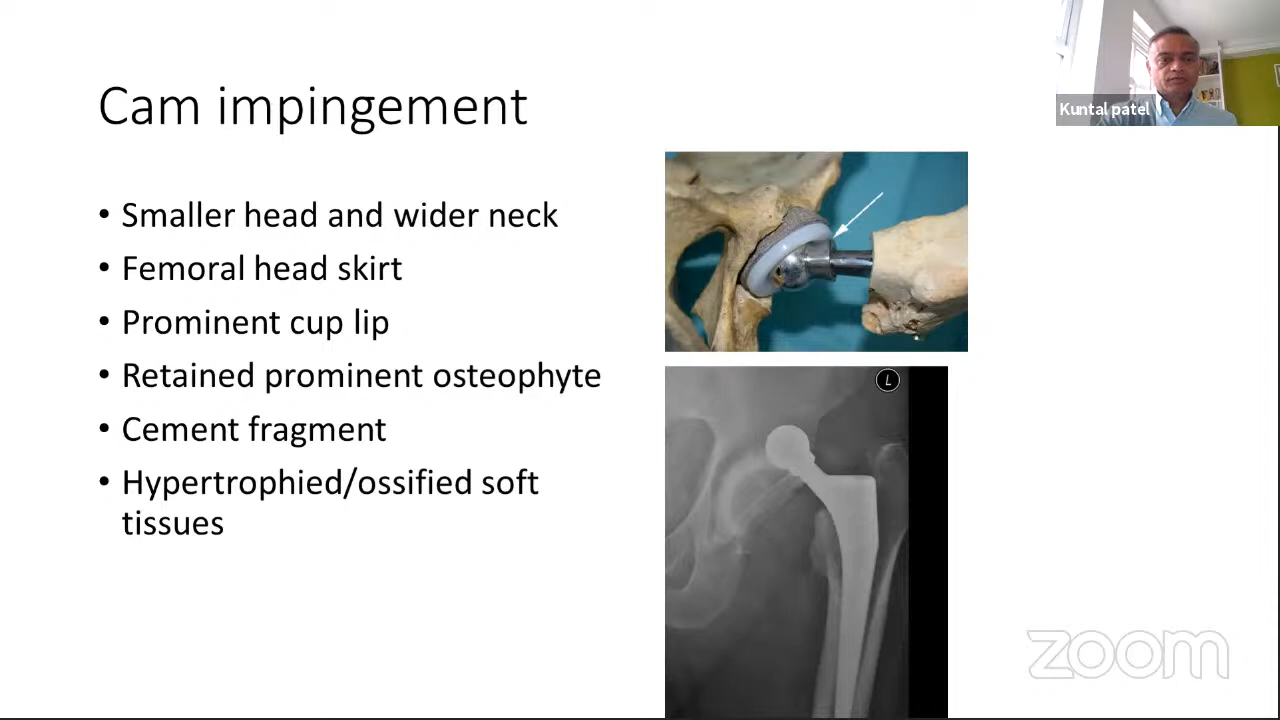 Cam impingement
Kuntal patel
• Smaller head and wider neck
• Femoral head skirt
• Prominent cup lip
• Retained prominent osteophyte
• Cement fragment
• Hypertrophied/ossified soft
tissues
L
zoom